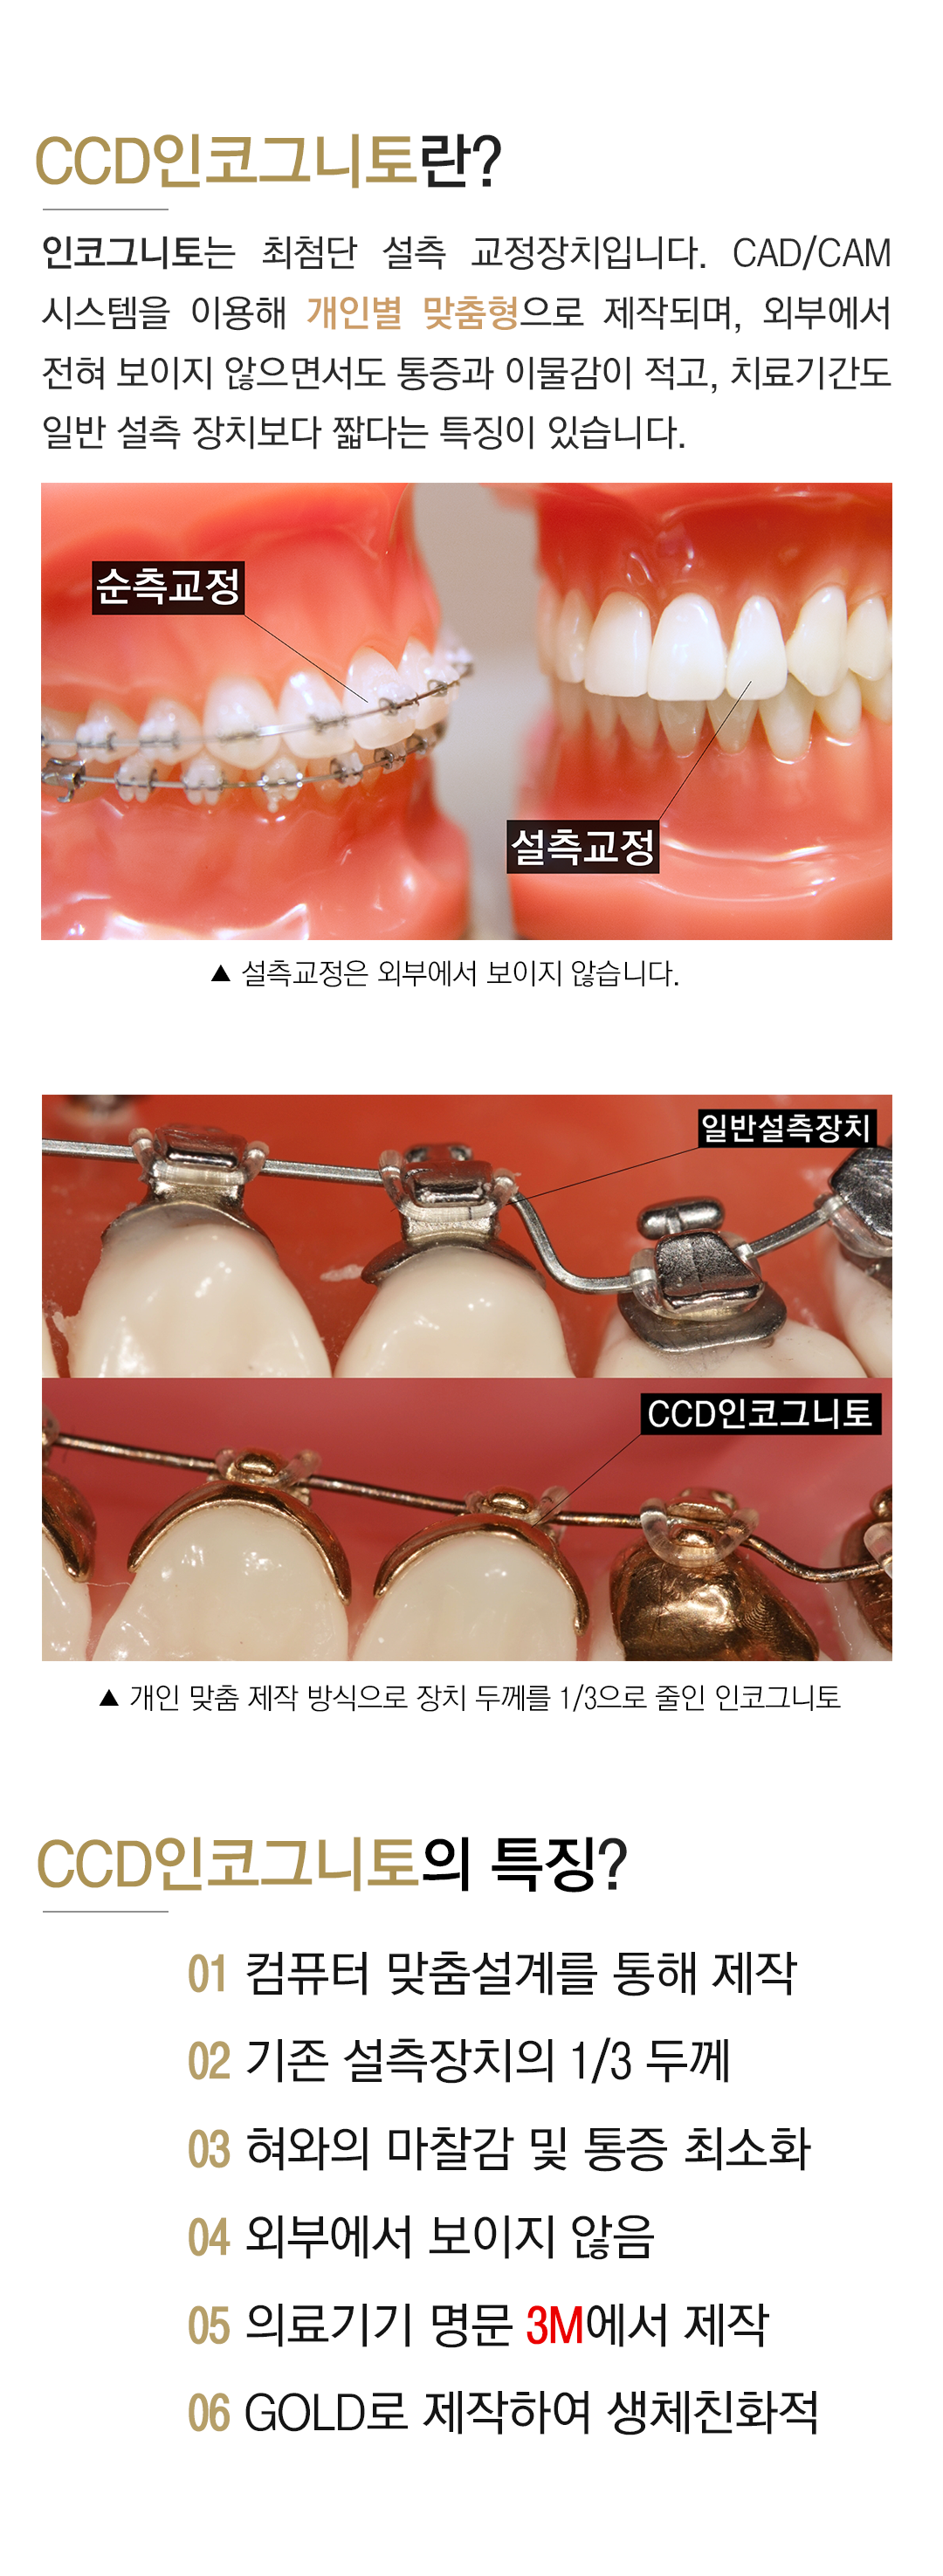 CCD인코그니토란?
인코그니토는 최첨단 설측 교정장치입니다. CAD/CAM
시스템을 이용해 개인별 맞춤형으로 제작되며, 외부에서
전혀 보이지 않으면서도 통증과 이물감이 적고, 치료기간도
일반 설측 장치보다 짧다는 특징이 있습니다.
순측교정
설측교정
▲ 설측교정은 외부에서 보이지 않습니다.
일반설측장치
CCD인코그니토
▲ 개인 맞춤 제작 방식으로 장치 두께를 1/3으로 줄인 인코그니토
CCD인코그니토의 특징?
01 컴퓨터 맞춤설계를 통해 제작
02 기존 설측장치의 1/3 두께
03 혀와의 마찰감 및 통증 최소화
04 외부에서 보이지 않음
05 의료기기 명문 3M에서 제작
06 GOLD로 제작하여 생체친화적